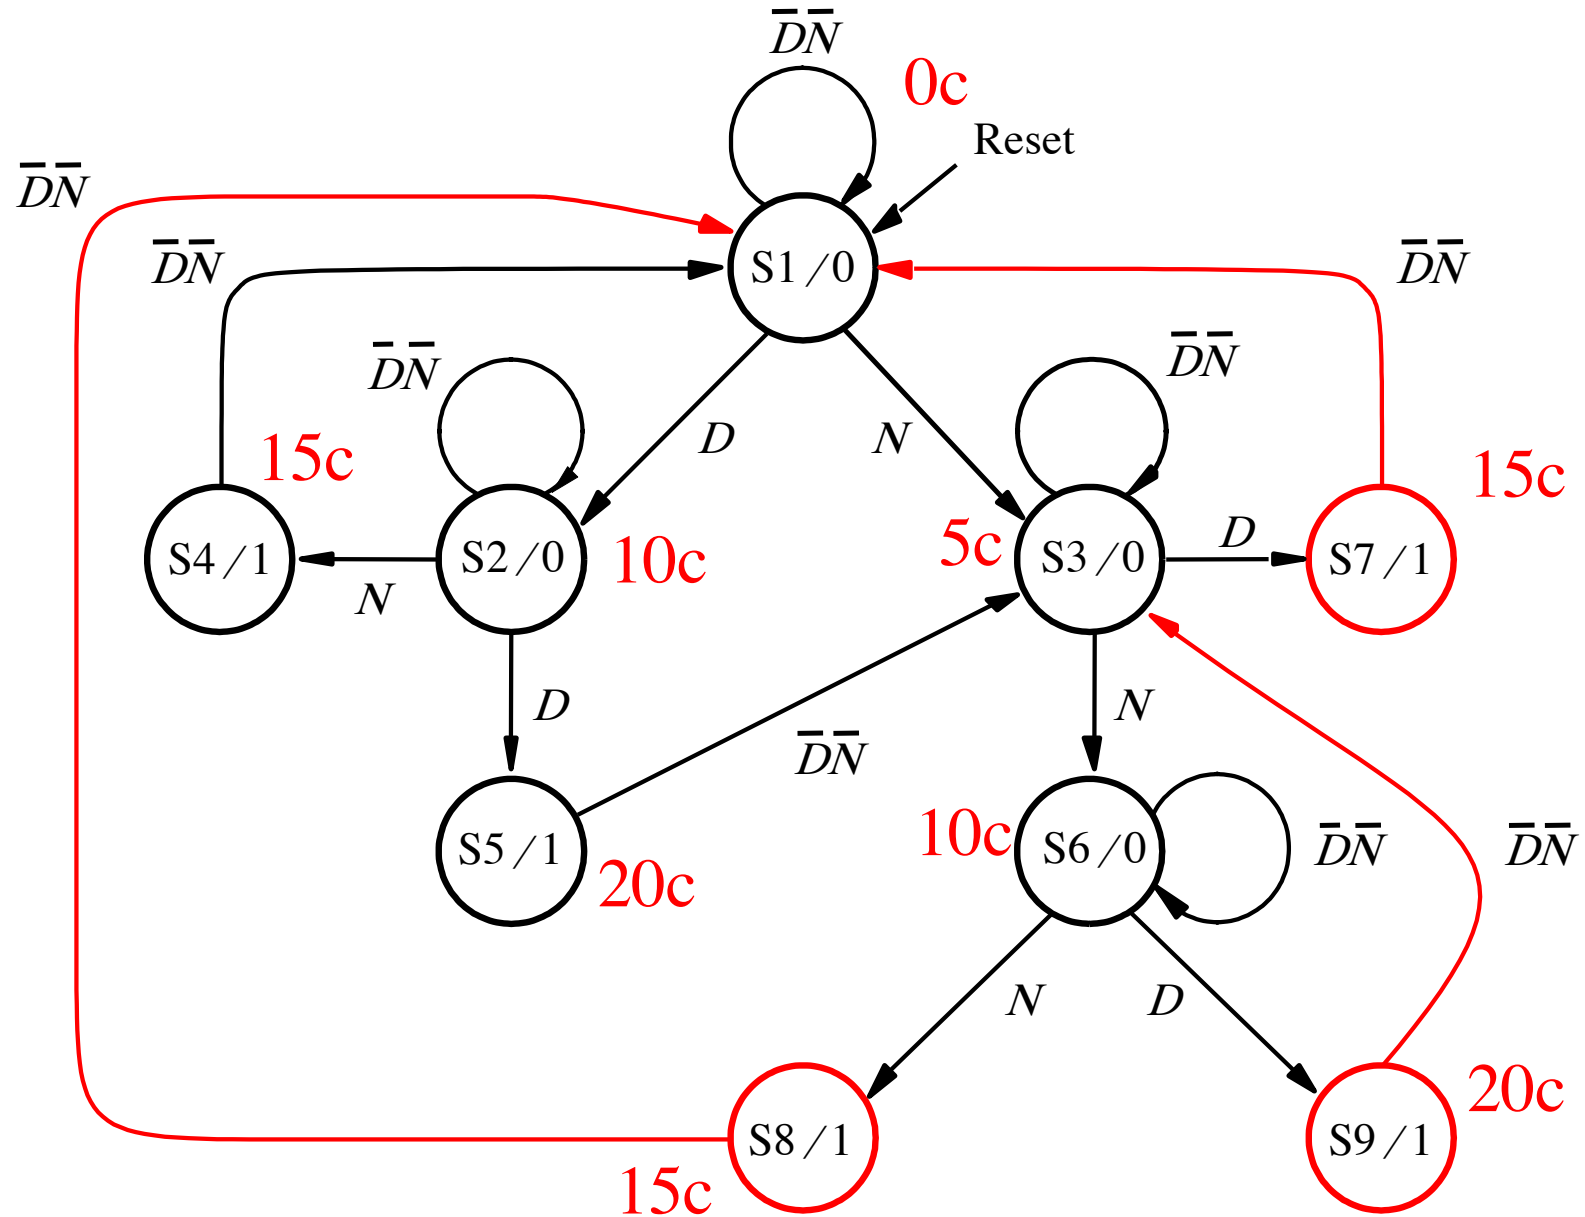 D̅N̅
0c
Reset
D̅N̅
D̅N̅
S1/0
D̅N̅
D̅N̅
D̅N̅
D
N
15c
15c
S4/1
N
S2/0
10c
5c
S3/0
D
S7/1
D
N
D̅N̅
S5/1
20c
10c
S6/0
D̅N̅
D̅N̅
N
D
S8/1
15c
S9/1
20c